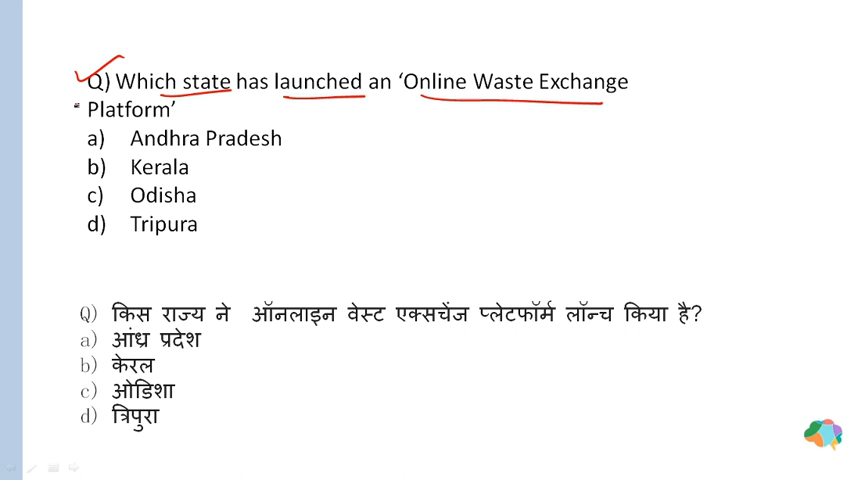 Q) Which state has launched an ‘Online Waste Exchange
Platform’
a) Andhra Pradesh
b) Kerala
c) Odisha
d) Tripura
Q) किस राज्य ने ऑनलाइन वेस्ट एक्सचेंज प्लेटफॉर्म लॉन्च किया है?
a) आंध्र प्रदेश
b) केरल
c) ओडिशा
d) त्रिपुरा